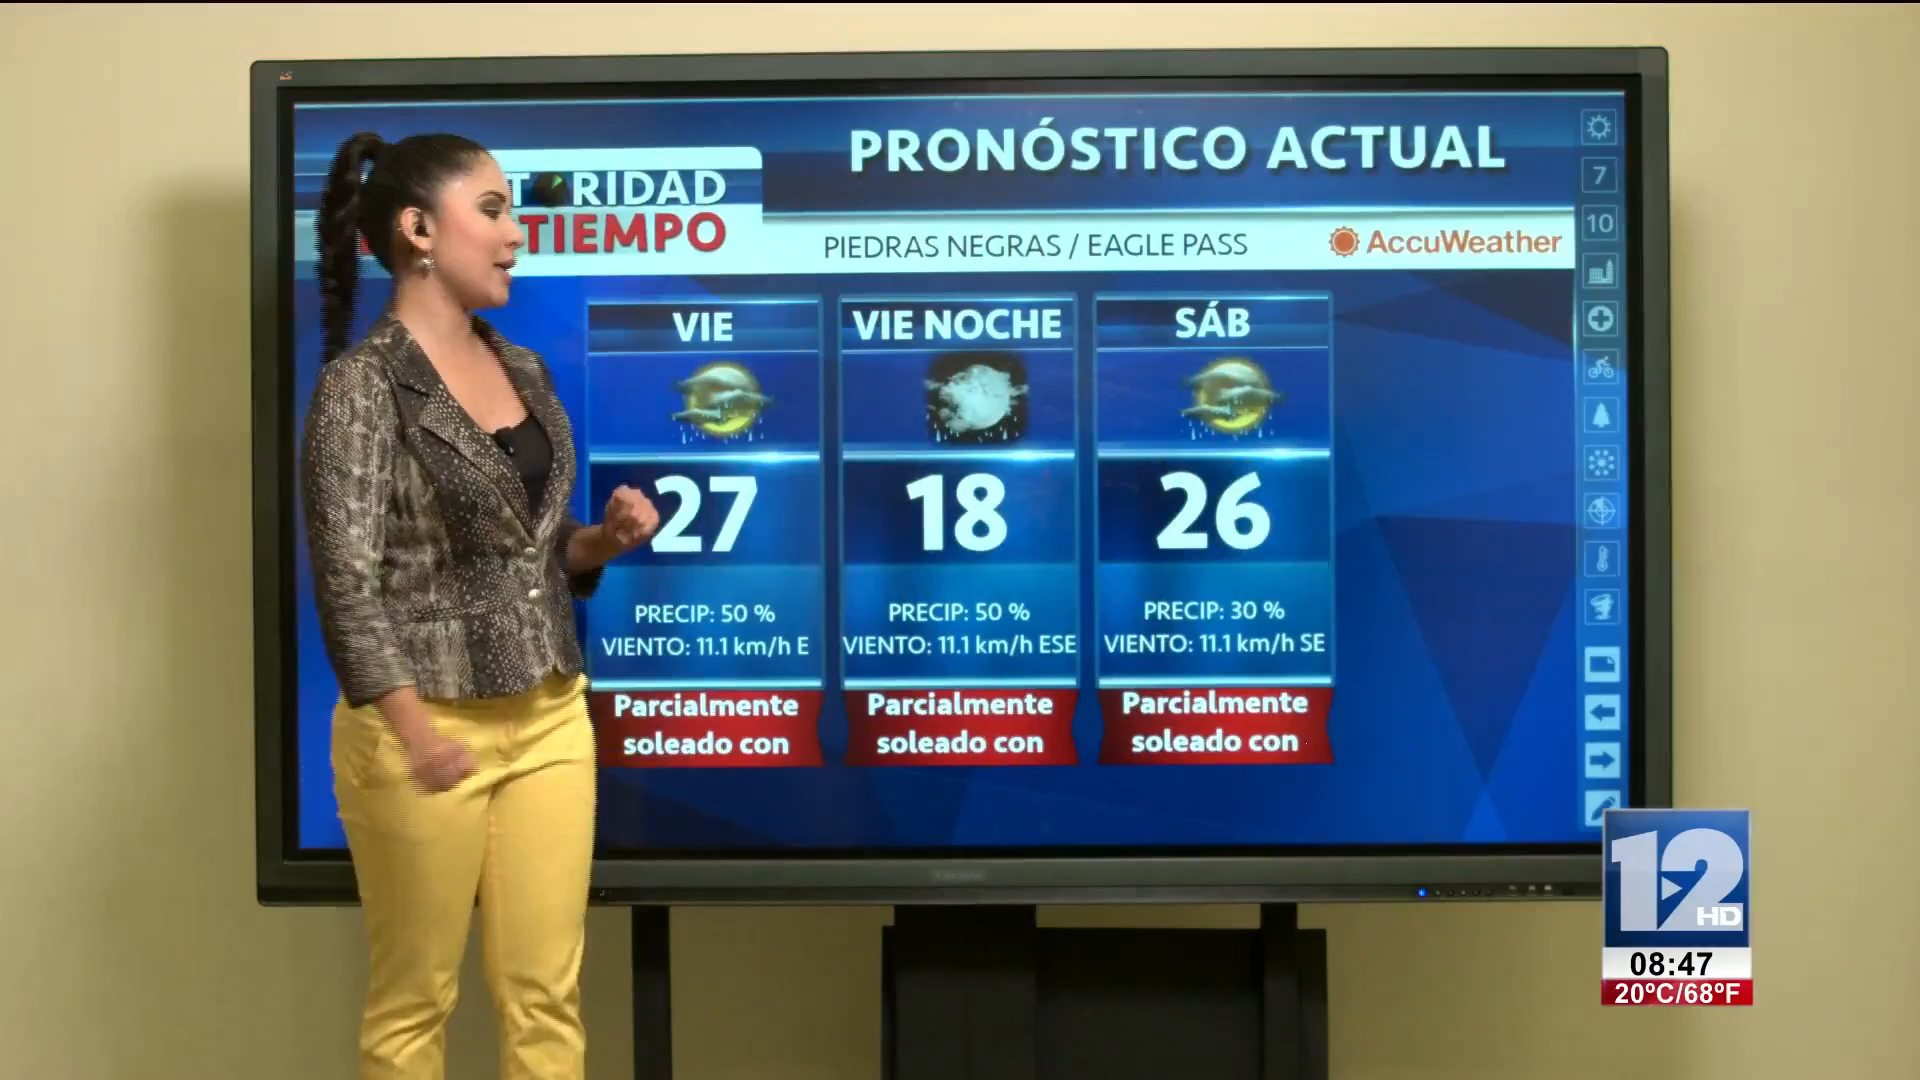 PRONÓSTICO ACTUAL
T RIDAD
TIEMPO
PIEDRAS NEGRAS / EAGLE PASS
AccuWeather
7
10
VIE
VIE NOCHE
SÁB
27
18
26
PRECIP: 50 %
VIENTO: 11.1 km/h E
PRECIP: 50 %
VIENTO: 11.1 km/h ESE
PRECIP: 30 %
VIENTO: 11.1 km/h SE
Parcialmente
soleado con
Parcialmente
soleado con
Parcialmente
soleado con
12
HD
08:47
20ºC/68ºF